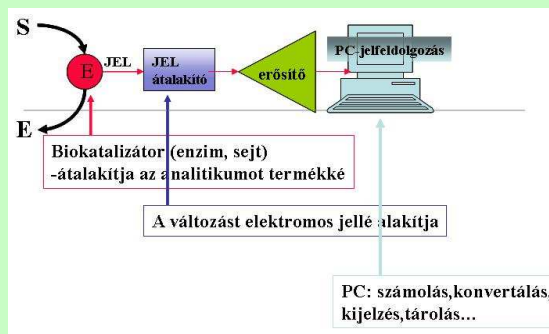 S
E
JEL
JEL
átalakító
erősítő
PC-jelfeldolgozás
E
Biokatalizátor (enzim, sejt)
-átalakítja az analitikumot termékké
A változást elektromos jellé alakítja
PC: számolás,konvertálás,
kijelzés,tárolás...